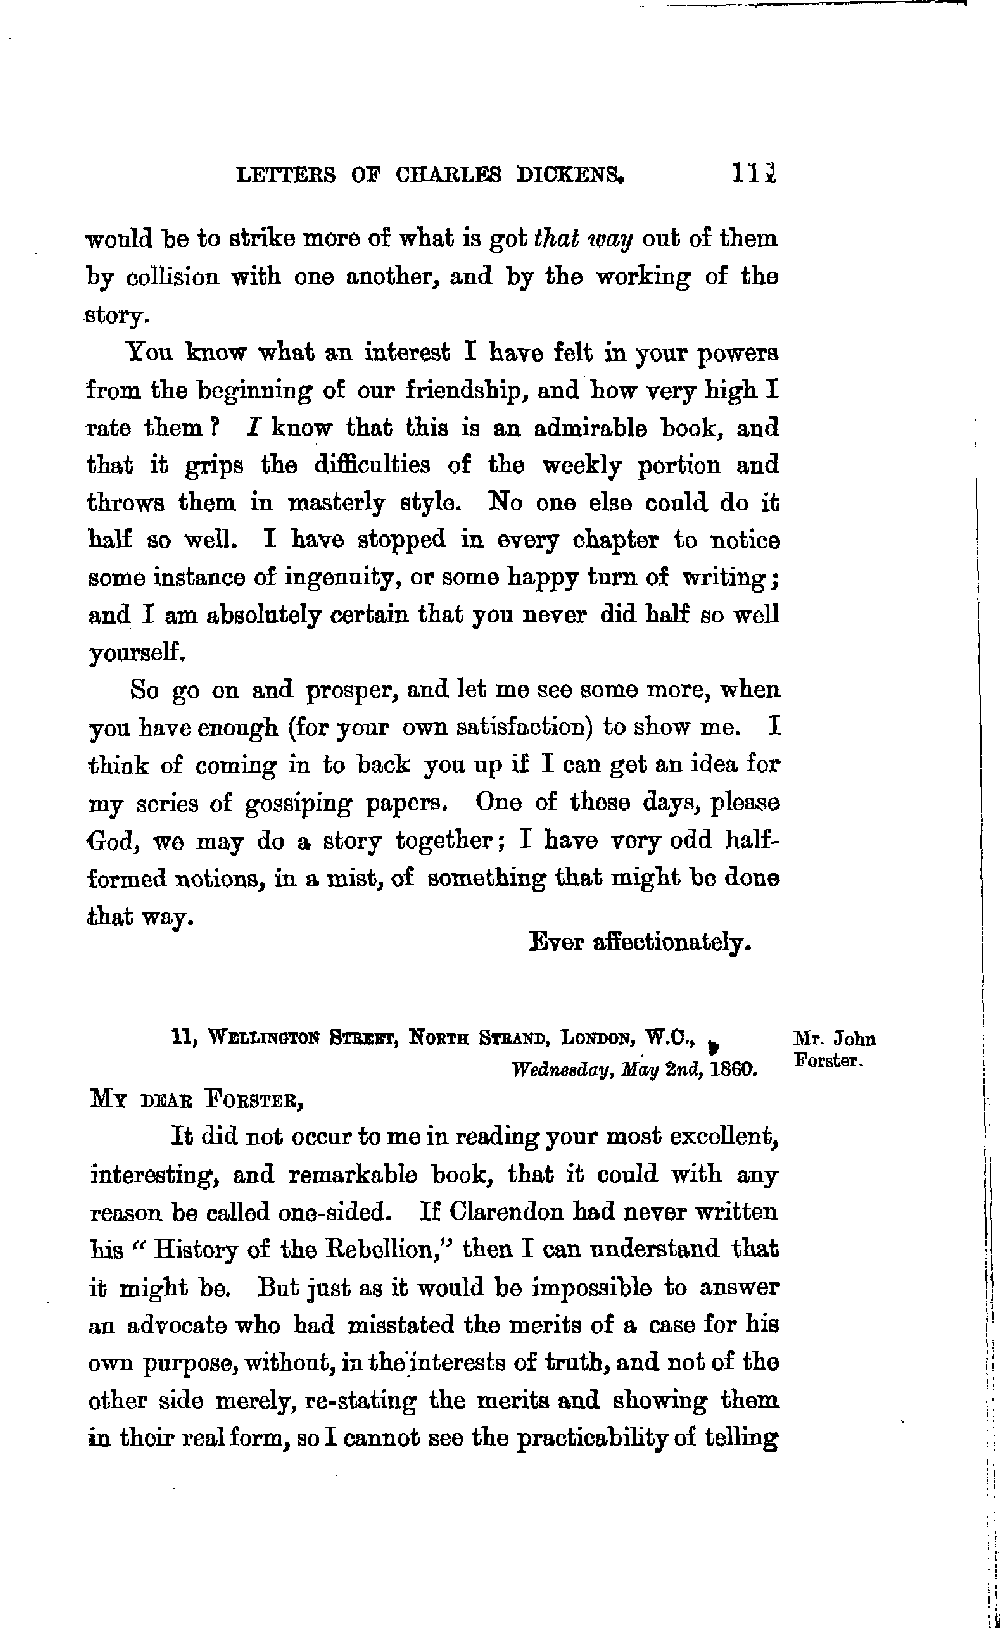 LETTERS OF CHARLES DICKENS.
would be to strike more of what is got that way out of them
by collision with one another, and by the working of the
story.
You know what an interest I have felt in your powers
from the beginning of our friendship, and how very high I
rate them? I know that this is an admirable book, and
that it grips the difficulties of the weekly portion and
throws them in masterly style. No one else could do it
half so well. I have stopped in every chapter to notice
some instance of ingenuity, or some happy turn of writing;
and I am absolutely certain that you never did half so well
yourself.
So go on and prosper, and let me see some more, when
you have enough (for your own satisfaction) to show me. I
think of coming in to back you up if I can get an idea for
my series of gossiping papers. One of those days, please
God, we may do a story together; I have very odd half-
formed notions, in a mist, of something that might be done
that way.
Ever affectionately.
11, Wellington Street, North Strand, London, W.C.,
Mr. John
Forster.
Wednesday, May 2nd, 1860.
My dear Forster,
It did not occur to me in reading your most excellent,
interesting, and remarkable book, that it could with any
reason be called one-sided. If Clarendon had never written
his "History of the Rebellion," then I can understand that
it might be. But just as it would be impossible to answer
an advocate who had misstated the merits of a case for his
own purpose, without, in the interests of truth, and not of the
other side merely, re-stating the merits and showing them
in their real form, so I cannot see the practicability of telling